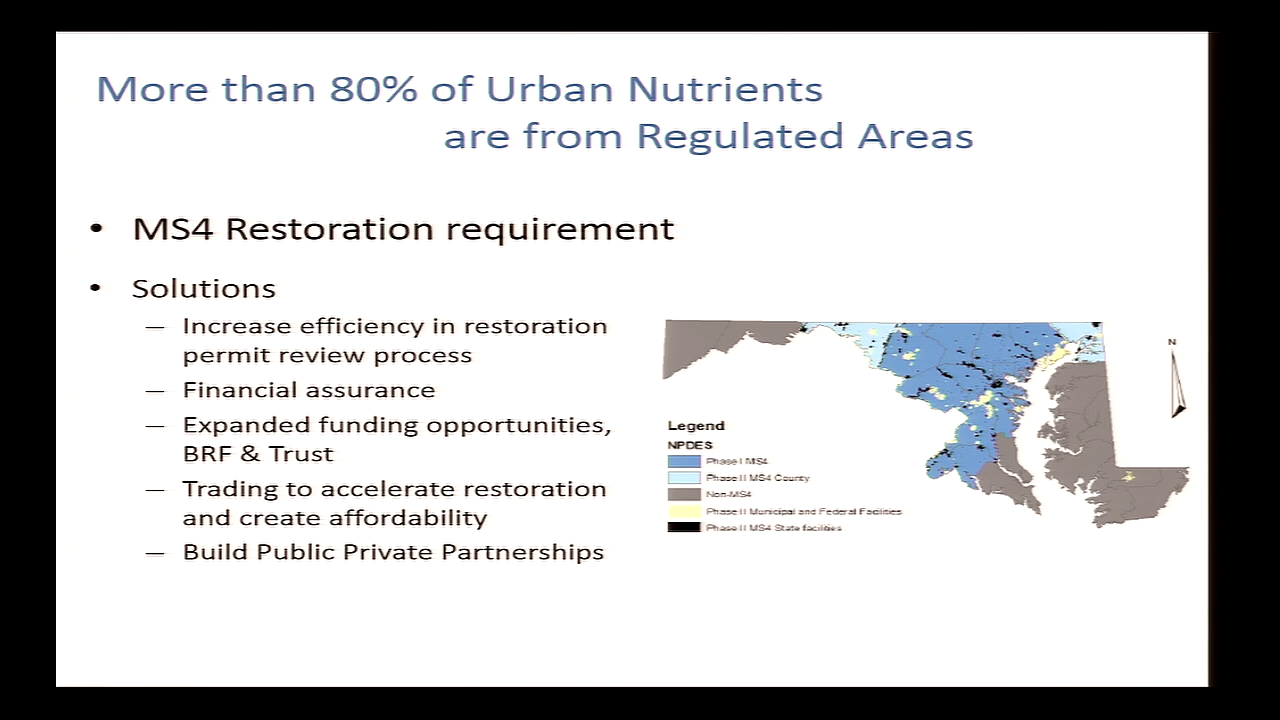 More than 80% of Urban Nutrients
are from Regulated Areas
• MS4 Restoration requirement
• Solutions
– Increase efficiency in restoration
permit review process
– Financial assurance
– Expanded funding opportunities,
BRF & Trust
– Trading to accelerate restoration
and create affordability
– Build Public Private Partnerships
N
Legend
NPDES
Phase I MS4
Phase II MS4 County
Non-MS4
Phase II Municipal and Federal Facilities
Phase II MS4 State facilities